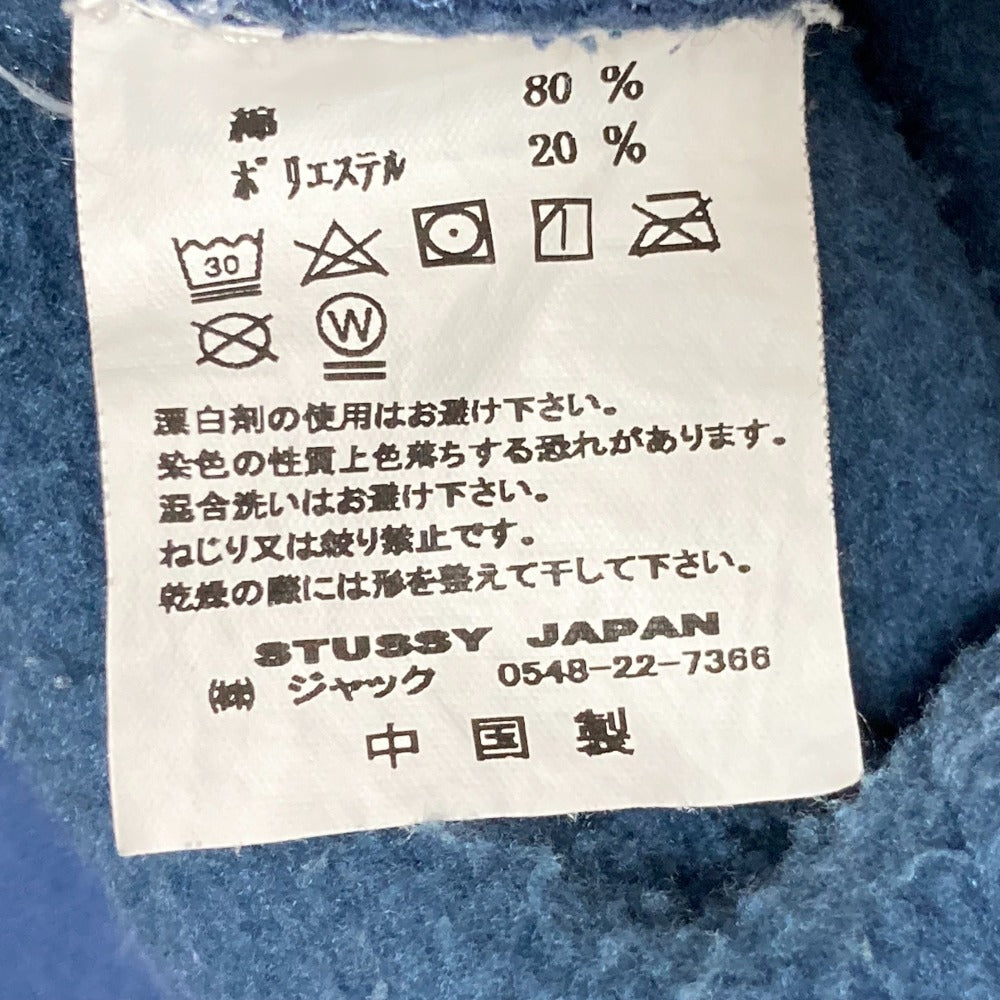 綿 80 %
ポリエステル 20 %
30
W
漂白剤の使用はお避け下さい。
染色の性質上色落ちする恐れがあります。
混合洗いはお避け下さい。
ねじり又は絞り禁止です。
乾燥の際には形を整えて干して下さい。
STUSSY JAPAN
㈱ ジャック 0548-22-7366
中国製